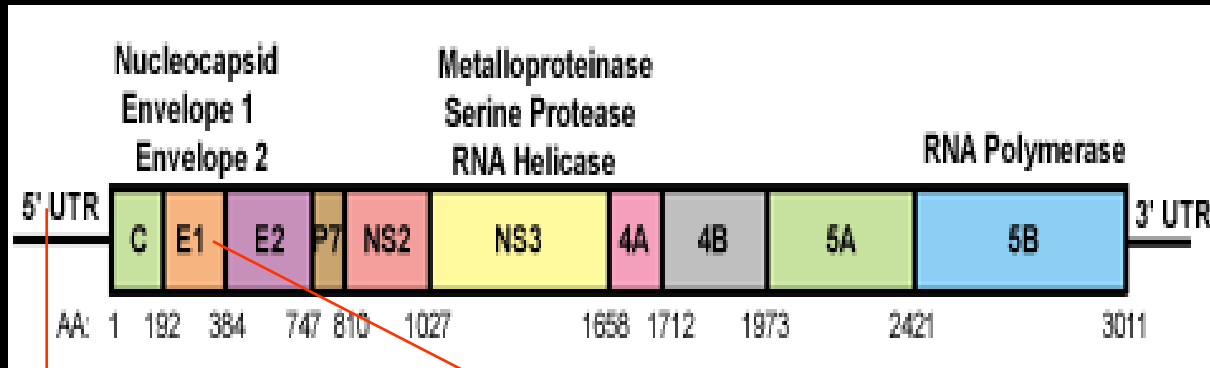 Nucleocapsid
Envelope 1
Envelope 2
Metalloproteinase
Serine Protease
RNA Helicase
RNA Polymerase
5' UTR
C E1 E2 P7 NS2 NS3 4A 4B 5A 5B
3' UTR
AA: 1 192 384 747 810 1027 1658 1712 1973 2421 3011